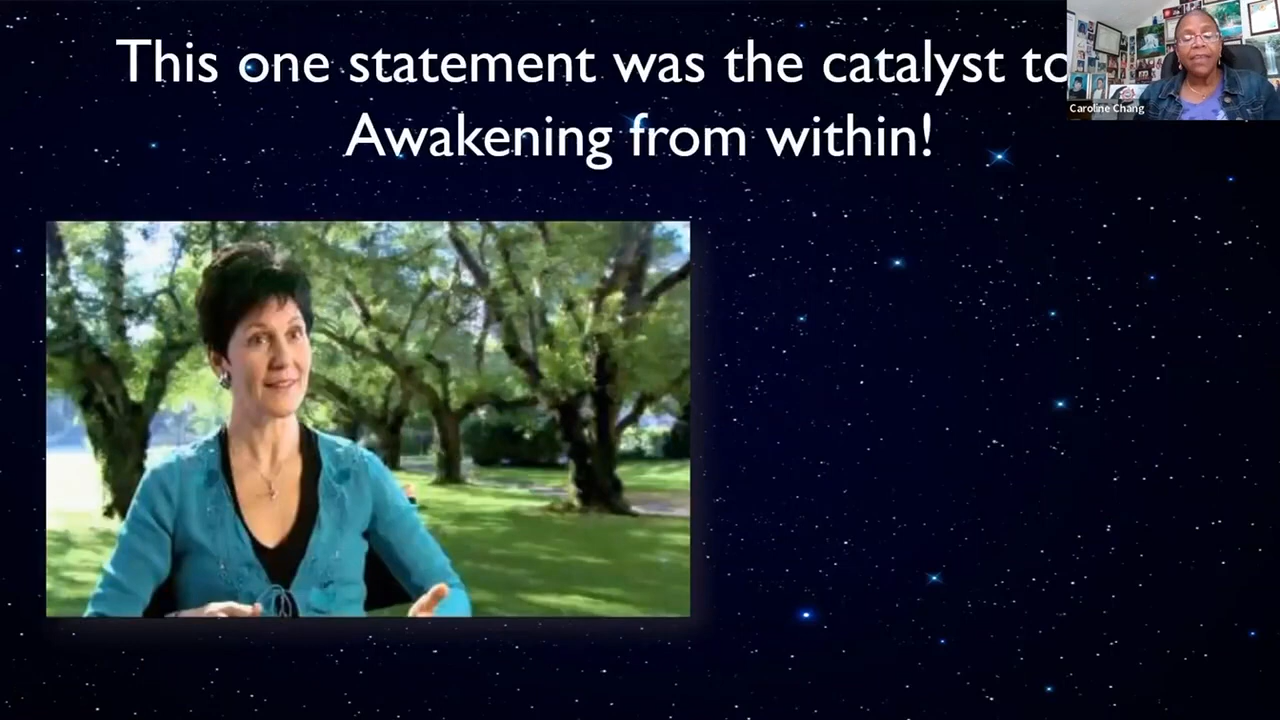 This one statement was the catalyst to
Awakening from within!
Caroline Chang